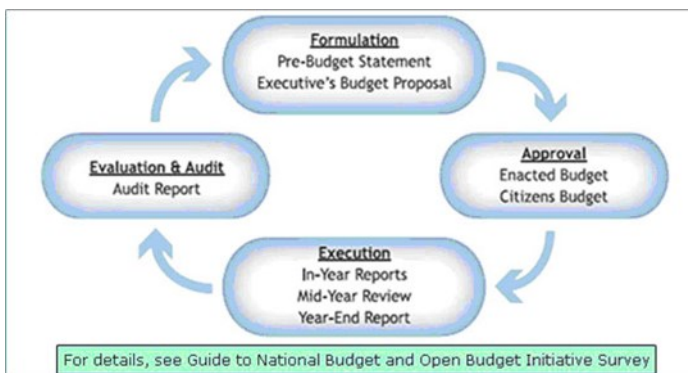 Formulation
Pre-Budget Statement
Executive's Budget Proposal
Approval
Enacted Budget
Citizens Budget
Execution
In-Year Reports
Mid-Year Review
Year-End Report
Evaluation & Audit
Audit Report
For details, see Guide to National Budget and Open Budget Initiative Survey